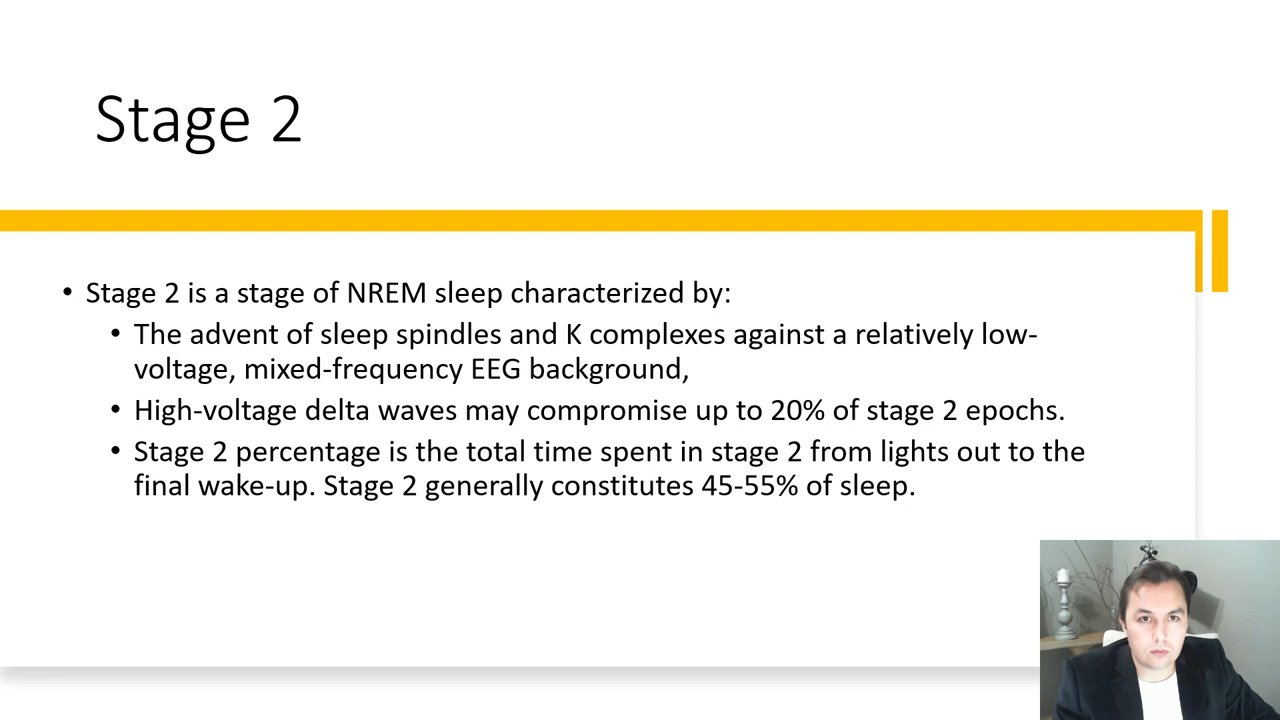 Stage 2
• Stage 2 is a stage of NREM sleep characterized by:
• The advent of sleep spindles and K complexes against a relatively low-
voltage, mixed-frequency EEG background,
• High-voltage delta waves may compromise up to 20% of stage 2 epochs.
• Stage 2 percentage is the total time spent in stage 2 from lights out to the
final wake-up. Stage 2 generally constitutes 45-55% of sleep.